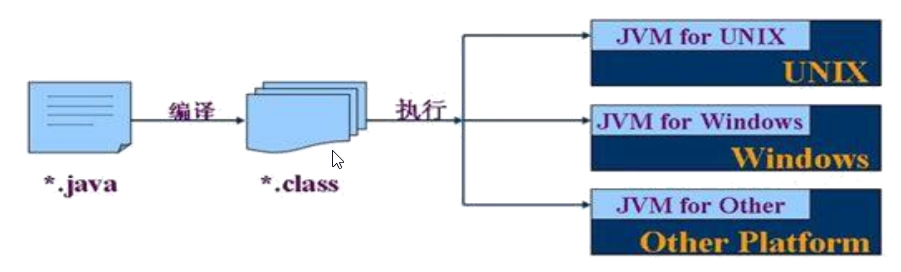 *.java
编译
*.class
执行
JVM for UNIX
UNIX
JVM for Windows
Windows
JVM for Other
Other Platform